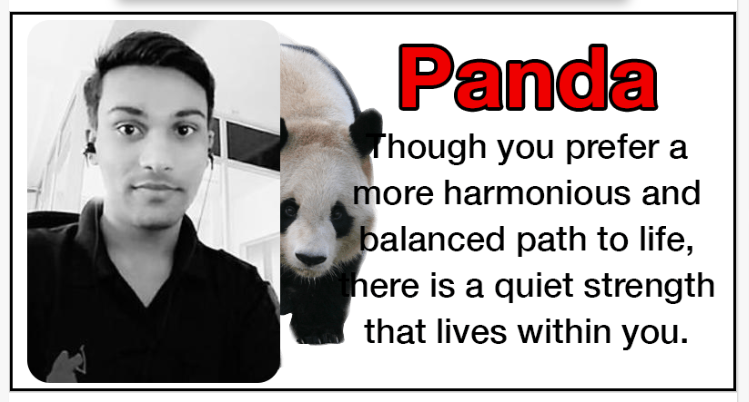 Panda
Though you prefer a
more harmonious and
balanced path to life,
there is a quiet strength
that lives within you.